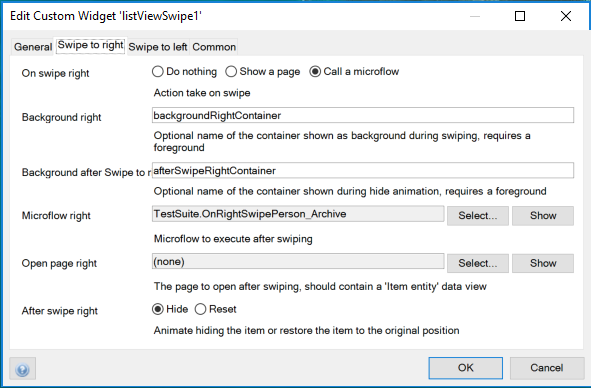 Edit Custom Widget 'listViewSwipe1'
General Swipe to right Swipe to left Common
On swipe right Do nothing Show a page Call a microflow
Action take on swipe
Background right backgroundRightContainer
Optional name of the container shown as background during swiping, requires a
foreground
Background after Swipe to r afterSwipeRightContainer
Optional name of the container shown during hide animation, requires a foreground
Microflow right TestSuite.OnRightSwipePerson_Archive Select... Show
Microflow to execute after swiping
Open page right (none) Select... Show
The page to open after swiping, should contain a 'Item entity' data view
After swipe right Hide Reset
Animate hiding the item or restore the item to the original position
? OK Cancel